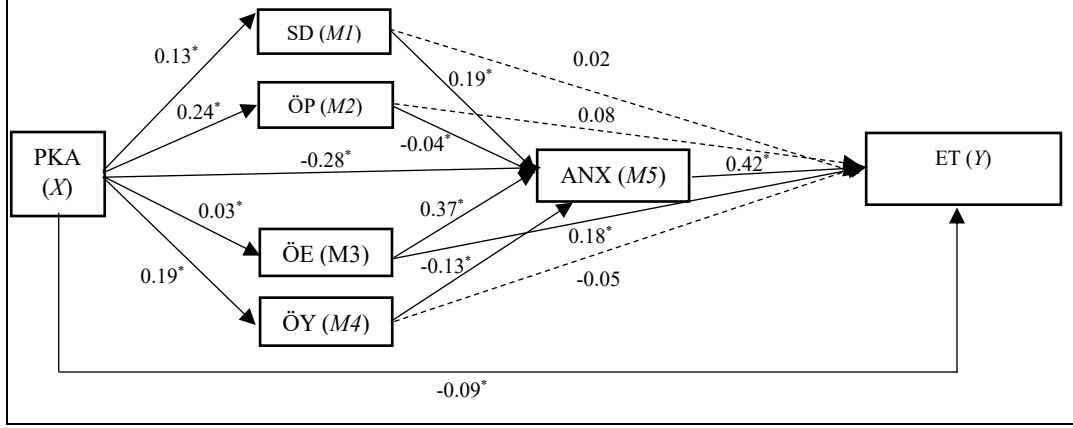 SD (M1)
0.13*
0.02
0.19*
ÖP (M2)
0.24*
0.08
-0.04*
PKA
(X)
-0.28*
ANX (M5)
0.42*
ET (Y)
0.03*
0.37*
ÖE (M3)
0.18*
0.19*
-0.13*
-0.05
ÖY (M4)
-0.09*